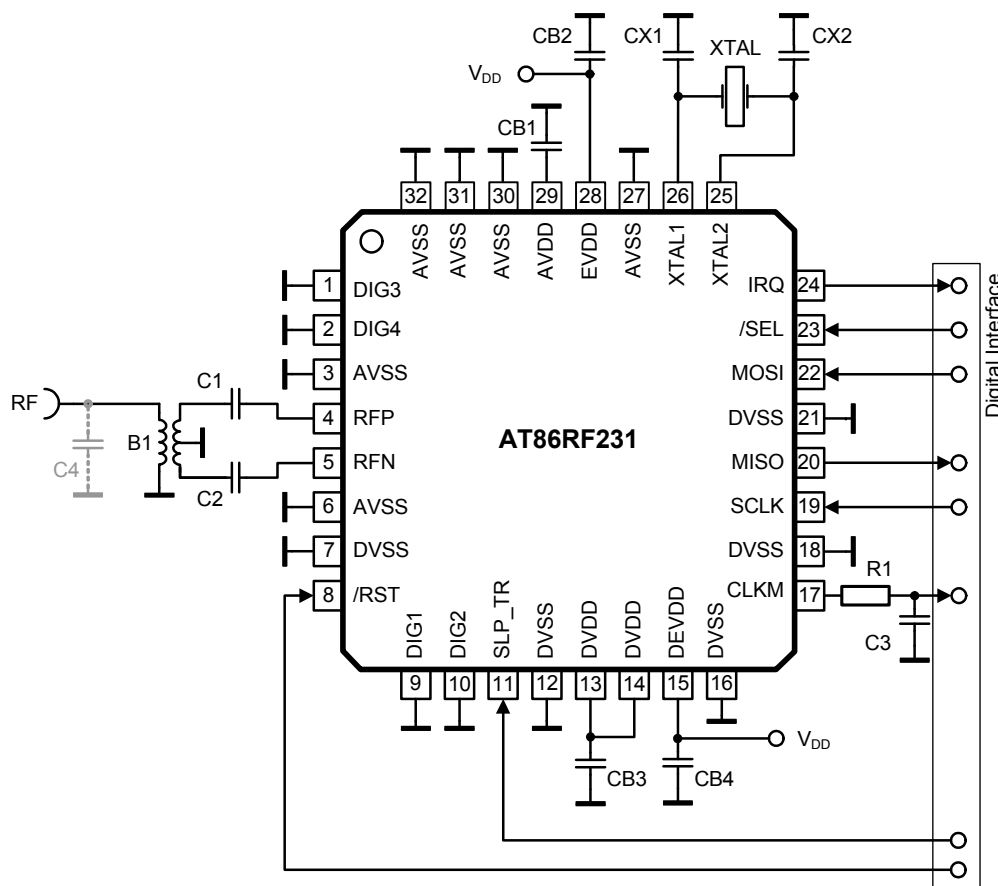 CB2
CX1
XTAL
CX2
VDD
CB1
32
31
30
29
28
27
26
25
AVSS
AVSS
AVSS
AVDD
EVDD
AVSS
XTAL1
XTAL2
1
DIG3
2
DIG4
3
AVSS
4
RFP
5
RFN
6
AVSS
7
DVSS
8
/RST
RF
C4
B1
C1
C2
AT86RF231
IRQ
24
/SEL
23
MOSI
22
DVSS
21
MISO
20
SCLK
19
DVSS
18
CLKM
17
R1
C3
Digital Interface
DIG1
DIG2
SLP_TR
DVSS
DVDD
DVDD
DEVDD
DVSS
9
10
11
12
13
14
15
16
CB3
CB4
VDD